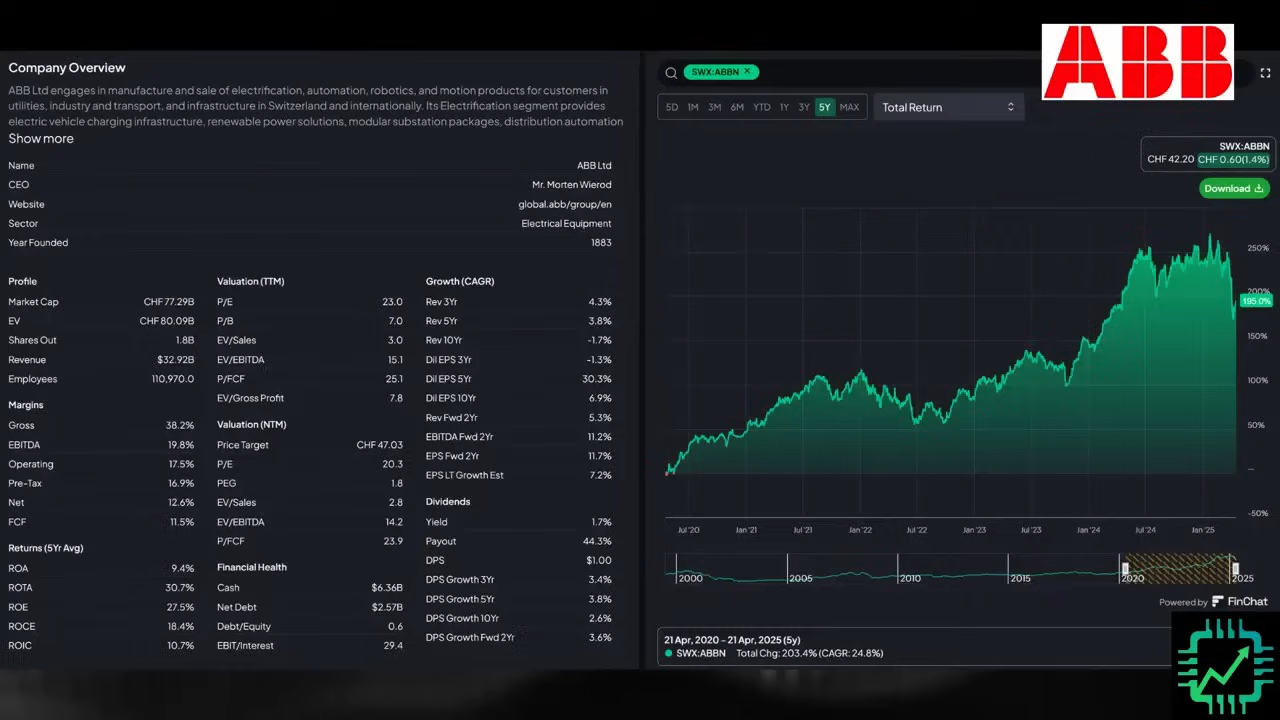 ABB
Company Overview
ABB Ltd engages in manufacture and sale of electrification, automation, robotics, and motion products for customers in
utilities, industry and transport, and infrastructure in Switzerland and internationally. Its Electrification segment provides
electric vehicle charging infrastructure, renewable power solutions, modular substation packages, distribution automation
Show more
Name ABB Ltd
CEO Mr. Morten Wierod
Website global.abb/group/en
Sector Electrical Equipment
Year Founded 1883
Profile
Market Cap CHF 77.29B
EV CHF 80.09B
Shares Out 1.8B
Revenue $32.92B
Employees 110,970.0
Margins
Gross 38.2%
EBITDA 19.8%
Operating 17.5%
Pre-Tax 16.9%
Net 12.6%
FCF 11.5%
Returns (5Yr Avg)
ROA 9.4%
ROTA 30.7%
ROE 27.5%
ROCE 18.4%
ROIC 10.7%
Valuation (TTM)
P/E 23.0
P/B 7.0
EV/Sales 3.0
EV/EBITDA 15.1
P/FCF 25.1
EV/Gross Profit 7.8
Valuation (NTM)
Price Target CHF 47.03
P/E 20.3
PEG 1.8
EV/Sales 2.8
EV/EBITDA 14.2
P/FCF 23.9
Financial Health
Cash $6.36B
Net Debt $2.57B
Debt/Equity 0.6
EBIT/Interest 29.4
Growth (CAGR)
Rev 3Yr 4.3%
Rev 5Yr 3.8%
Rev 10Yr -1.7%
Dil EPS 3Yr -1.3%
Dil EPS 5Yr 30.3%
Dil EPS 10Yr 6.9%
Rev Fwd 2Yr 5.3%
EBITDA Fwd 2Yr 11.2%
EPS Fwd 2Yr 11.7%
EPS LT Growth Est 7.2%
Dividends
Yield 1.7%
Payout 44.3%
DPS $1.00
DPS Growth 3Yr 3.4%
DPS Growth 5Yr 3.8%
DPS Growth 10Yr 2.6%
DPS Growth Fwd 2Yr 3.6%
SWX:ABBN ×
5D 1M 3M 6M YTD 1Y 3Y 5Y MAX Total Return
SWX:ABBN
CHF 42.20 CHF 0.60(1.4%)
Download
250%
200%
195.0%
150%
100%
50%
—
-50%
Jul '20 Jan '21 Jul '21 Jan '22 Jul '22 Jan '23 Jul '23 Jan '24 Jul '24 Jan '25
2000 2005 2010 2015 2020 2025
Powered by FinChat
21 Apr, 2020 – 21 Apr, 2025 (5y)
SWX:ABBN Total Chg: 203.4% (CAGR: 24.8%)